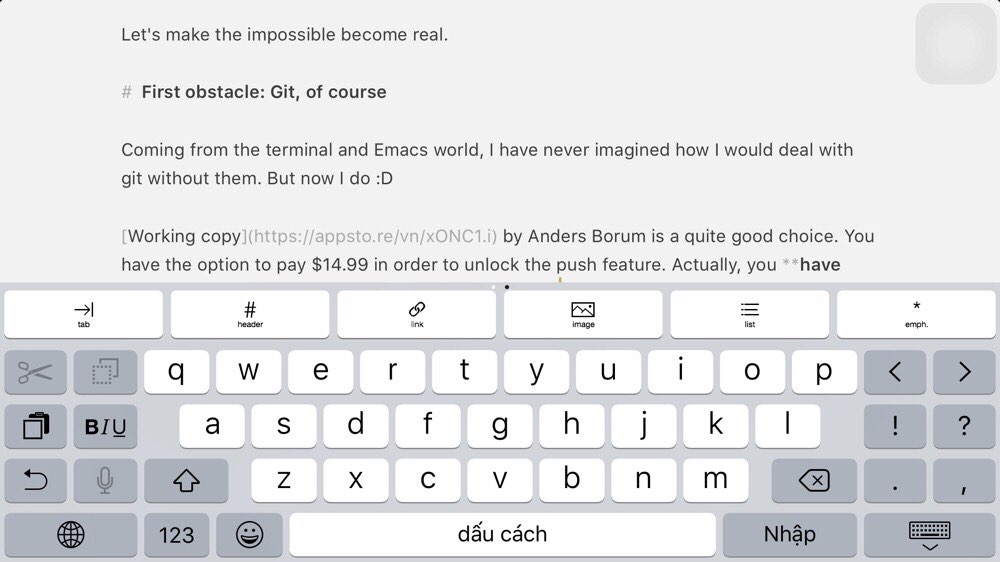 Let's make the impossible become real.
# First obstacle: Git, of course
Coming from the terminal and Emacs world, I have never imagined how I would deal with
git without them. But now I do :D
[Working copy](https://appsto.re/vn/xONC1.i) by Anders Borum is a quite good choice. You
have the option to pay $14.99 in order to unlock the push feature. Actually, you **have
tab # header link image list * emph.
q w e r t y u i o p < >
B I U a s d f g h j k l ! ?
z x c v b n m . ,
123 dấu cách Nhập